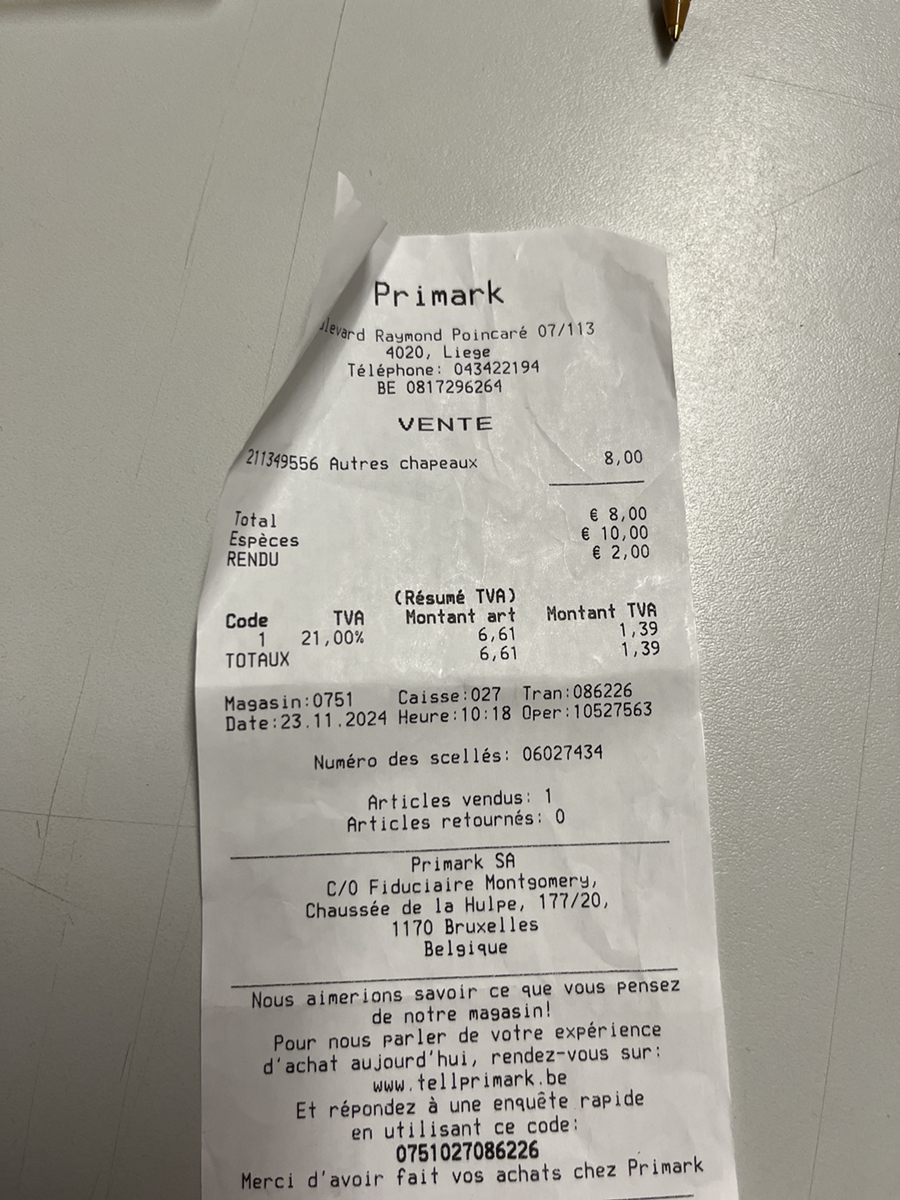 Primark
levard Raymond Poincaré 07/113
4020, Liege
Téléphone: 043422194
BE 0817296264
VENTE
211349556 Autres chapeaux 8,00
Total € 8,00
Espèces € 10,00
RENDU € 2,00
(Résumé TVA)
Code TVA Montant art Montant TVA
1 21,00% 6,61 1,39
TOTAUX 6,61 1,39
Magasin:0751 Caisse:027 Tran:086226
Date:23.11.2024 Heure:10:18 Oper:10527563
Numéro des scellés: 06027434
Articles vendus: 1
Articles retournés: 0
Primark SA
C/O Fiduciaire Montgomery,
Chaussée de la Hulpe, 177/20,
1170 Bruxelles
Belgique
Nous aimerions savoir ce que vous pensez
de notre magasin!
Pour nous parler de votre expérience
d'achat aujourd'hui, rendez-vous sur:
www.tellprimark.be
Et répondez à une enquête rapide
en utilisant ce code:
0751027086226
Merci d'avoir fait vos achats chez Primark